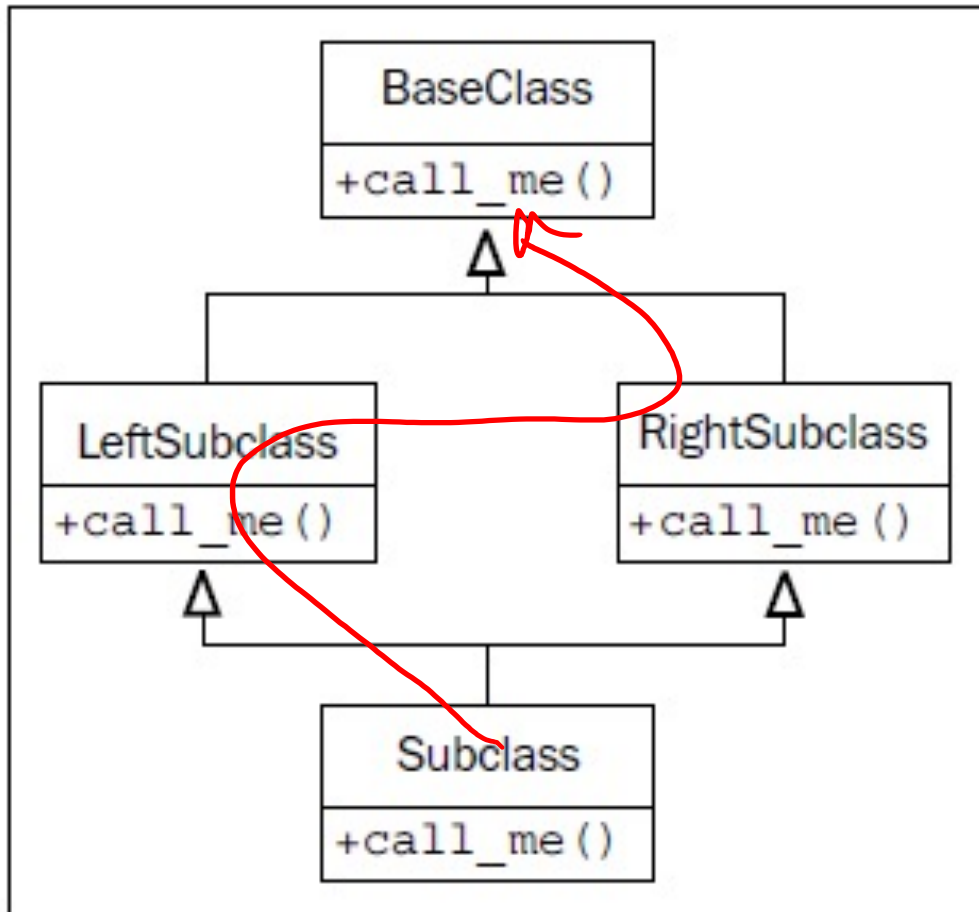 BaseClass
+call_me()
LeftSubclass
+call_me()
RightSubclass
+call_me()
Subclass
+call_me()